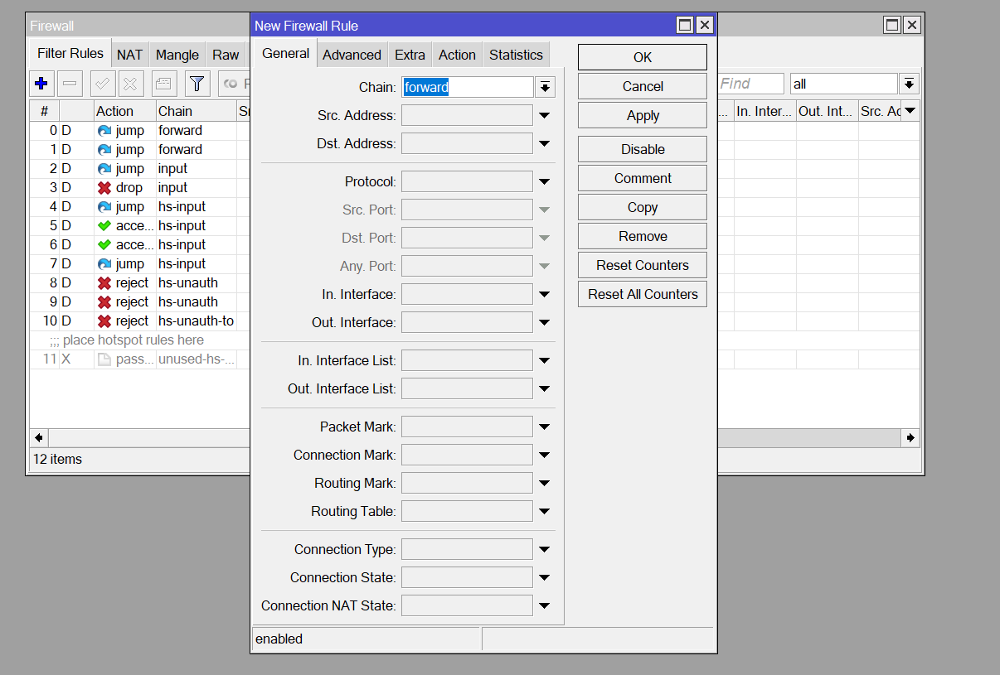 Firewall
Filter Rules NAT Mangle Raw
Find all
# Action Chain ... In. Inter... Out. Int... Src. Ad
0 D jump forward
1 D jump forward
2 D jump input
3 D drop input
4 D jump hs-input
5 D acce... hs-input
6 D acce... hs-input
7 D jump hs-input
8 D reject hs-unauth
9 D reject hs-unauth
10 D reject hs-unauth-to
;;; place hotspot rules here
11 X pass... unused-hs-...
12 items
New Firewall Rule
General Advanced Extra Action Statistics
Chain: forward
Src. Address:
Dst. Address:
Protocol:
Src. Port:
Dst. Port:
Any. Port:
In. Interface:
Out. Interface:
In. Interface List:
Out. Interface List:
Packet Mark:
Connection Mark:
Routing Mark:
Routing Table:
Connection Type:
Connection State:
Connection NAT State:
enabled
OK
Cancel
Apply
Disable
Comment
Copy
Remove
Reset Counters
Reset All Counters